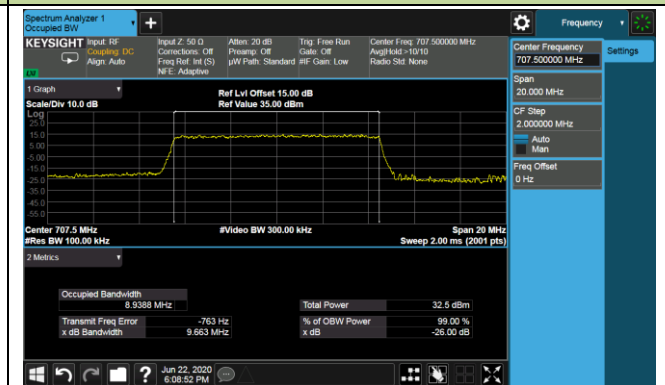 Spectrum Analyzer 1
Occupied BW
Frequency
KEYSIGHT
Input: RF
Coupling: DC
Align: Auto
Input Z: 50 Ω
Corrections: Off
Freq Ref: Int (S)
NFE: Adaptive
Atten: 20 dB
Preamp: Off
µW Path: Standard
Trig: Free Run
Gate: Off
#IF Gain: Low
Center Freq: 707.500000 MHz
Avg|Hold:>10/10
Radio Std: None
Center Frequency
707.500000 MHz
Settings
Span
20.000 MHz
CF Step
2.000000 MHz
Auto
Man
Freq Offset
0 Hz
1 Graph
Scale/Div 10.0 dB
Ref Lvl Offset 15.00 dB
Ref Value 35.00 dBm
Log
25.0
15.0
5.00
-5.00
-15.0
-25.0
-35.0
-45.0
-55.0
Center 707.5 MHz
#Video BW 300.00 kHz
Span 20 MHz
#Res BW 100.00 kHz
Sweep 2.00 ms (2001 pts)
2 Metrics
Occupied Bandwidth
8.9388 MHz
Total Power
32.5 dBm
Transmit Freq Error
-763 Hz
% of OBW Power
99.00 %
x dB Bandwidth
9.663 MHz
x dB
-26.00 dB
?
Jun 22, 2020
6:08:52 PM